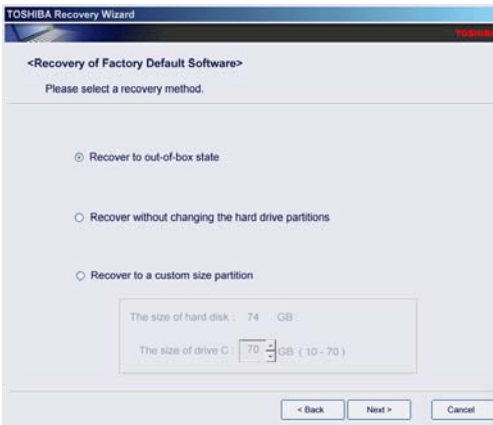 TOSHIBA Recovery Wizard
TOSHIBA
<Recovery of Factory Default Software>
Please select a recovery method.
Recover to out-of-box state
Recover without changing the hard drive partitions
Recover to a custom size partition
The size of hard disk : 74 GB
The size of drive C : 70 GB ( 10 - 70 )
< Back Next > Cancel